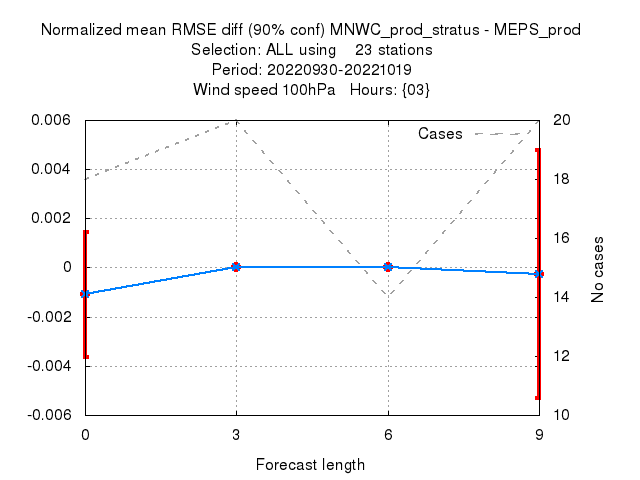 Normalized mean RMSE diff (90% conf) MNWC_prod_stratus - MEPS_prod
Selection: ALL using    23 stations
Period: 20220930-20221019
Wind speed 100hPa   Hours: {03}
Cases
0.006
0.004
0.002
0
-0.002
-0.004
-0.006
20
18
16
14
12
10
No cases
0 3 6 9
Forecast length